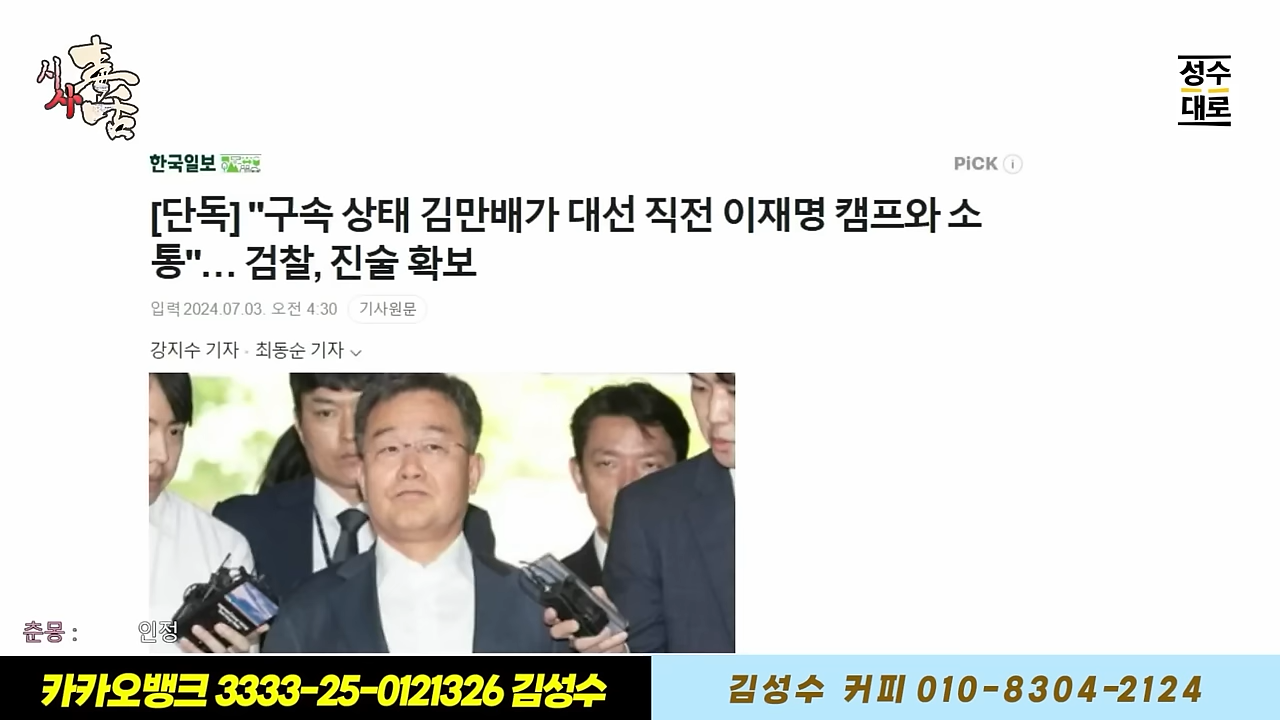 시사
壽
성수
대로
한국일보
PiCK
[단독] "구속 상태 김만배가 대선 직전 이재명 캠프와 소
통"... 검찰, 진술 확보
입력 2024.07.03. 오전 4:30 기사원문
강지수 기자 · 최동순 기자
춘몽 : 인정
카카오뱅크 3333-25-0121326 김성수
김성수 커피 010-8304-2124